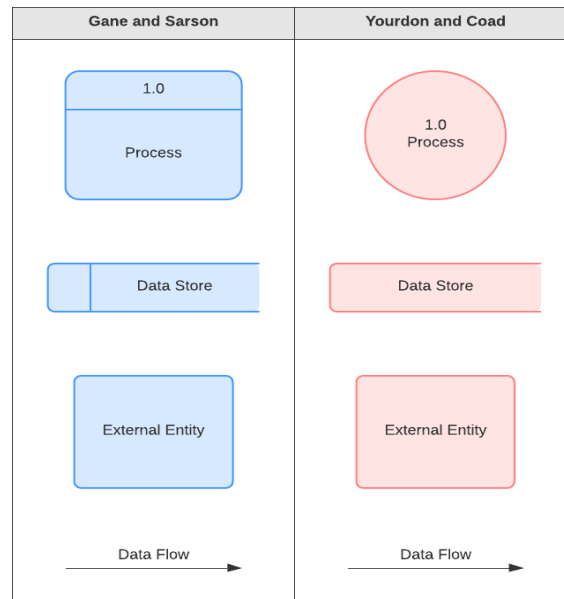 Gane and Sarson
Yourdon and Coad
1.0
Process
1.0
Process
Data Store
Data Store
External Entity
External Entity
Data Flow
Data Flow